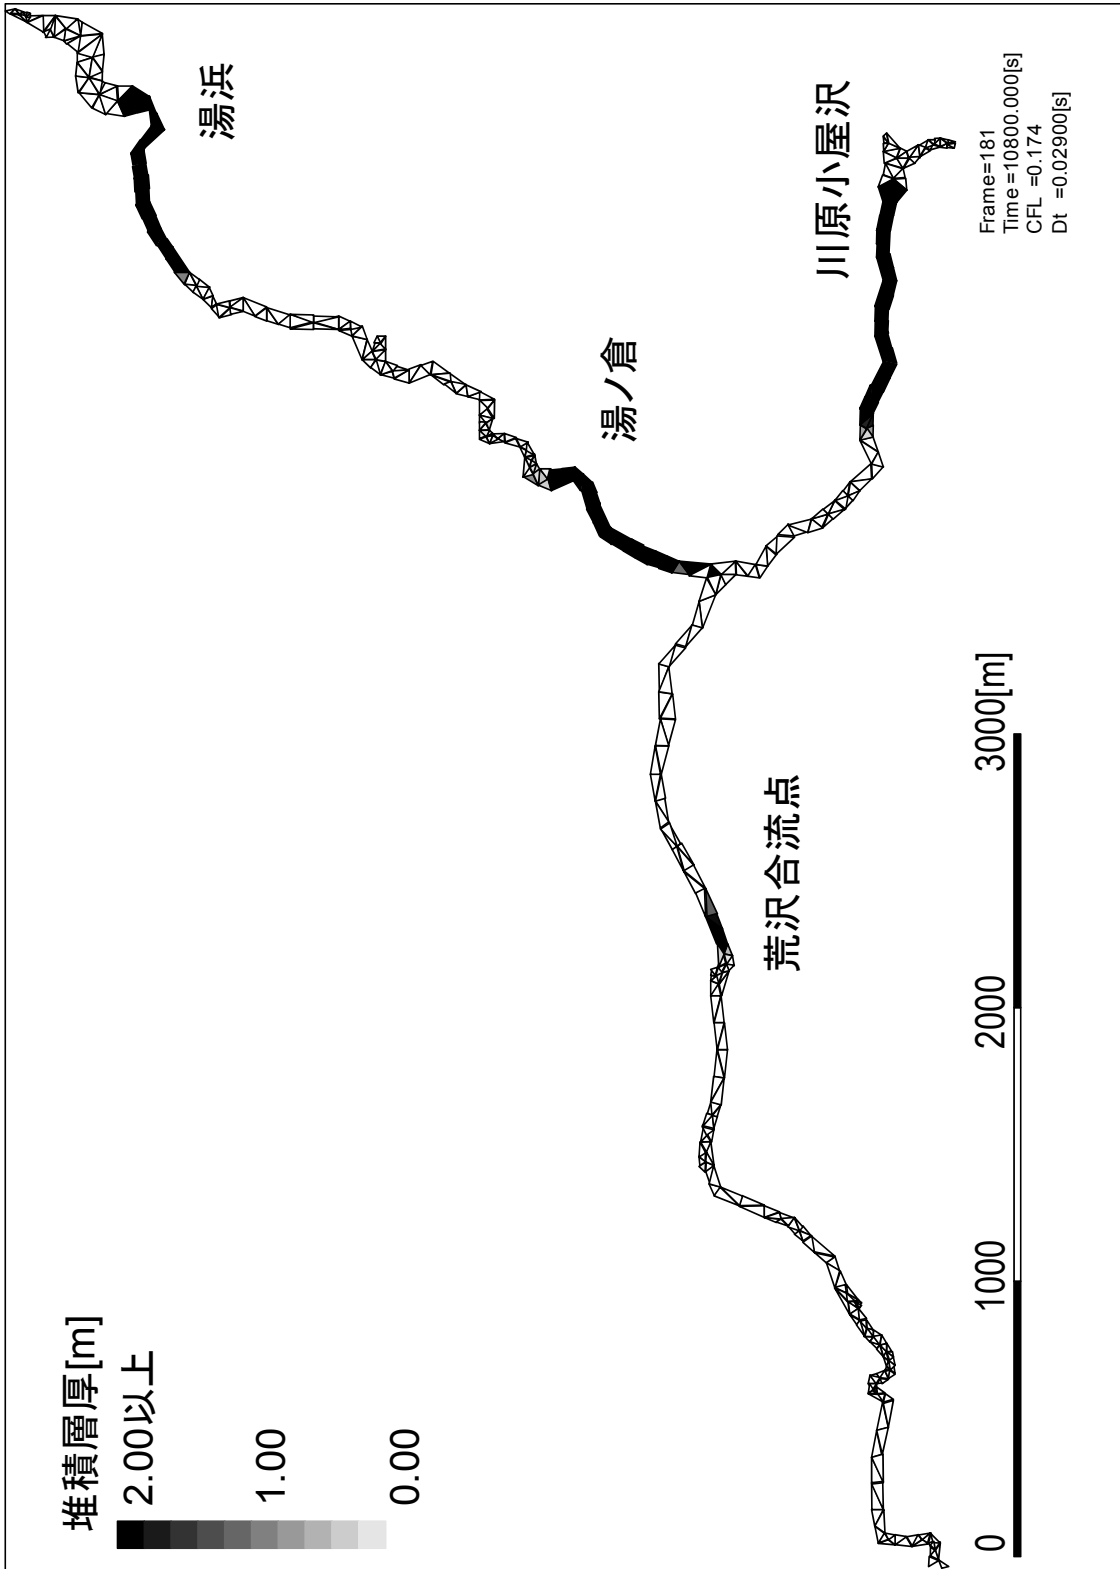 堆積層厚[m]
2.00以上
1.00
0.00
湯浜
湯ノ倉
川原小屋沢
荒沢合流点
0
1000
2000
3000[m]
Frame=181
Time =10800.000[s]
CFL =0.174
Dt =0.02900[s]